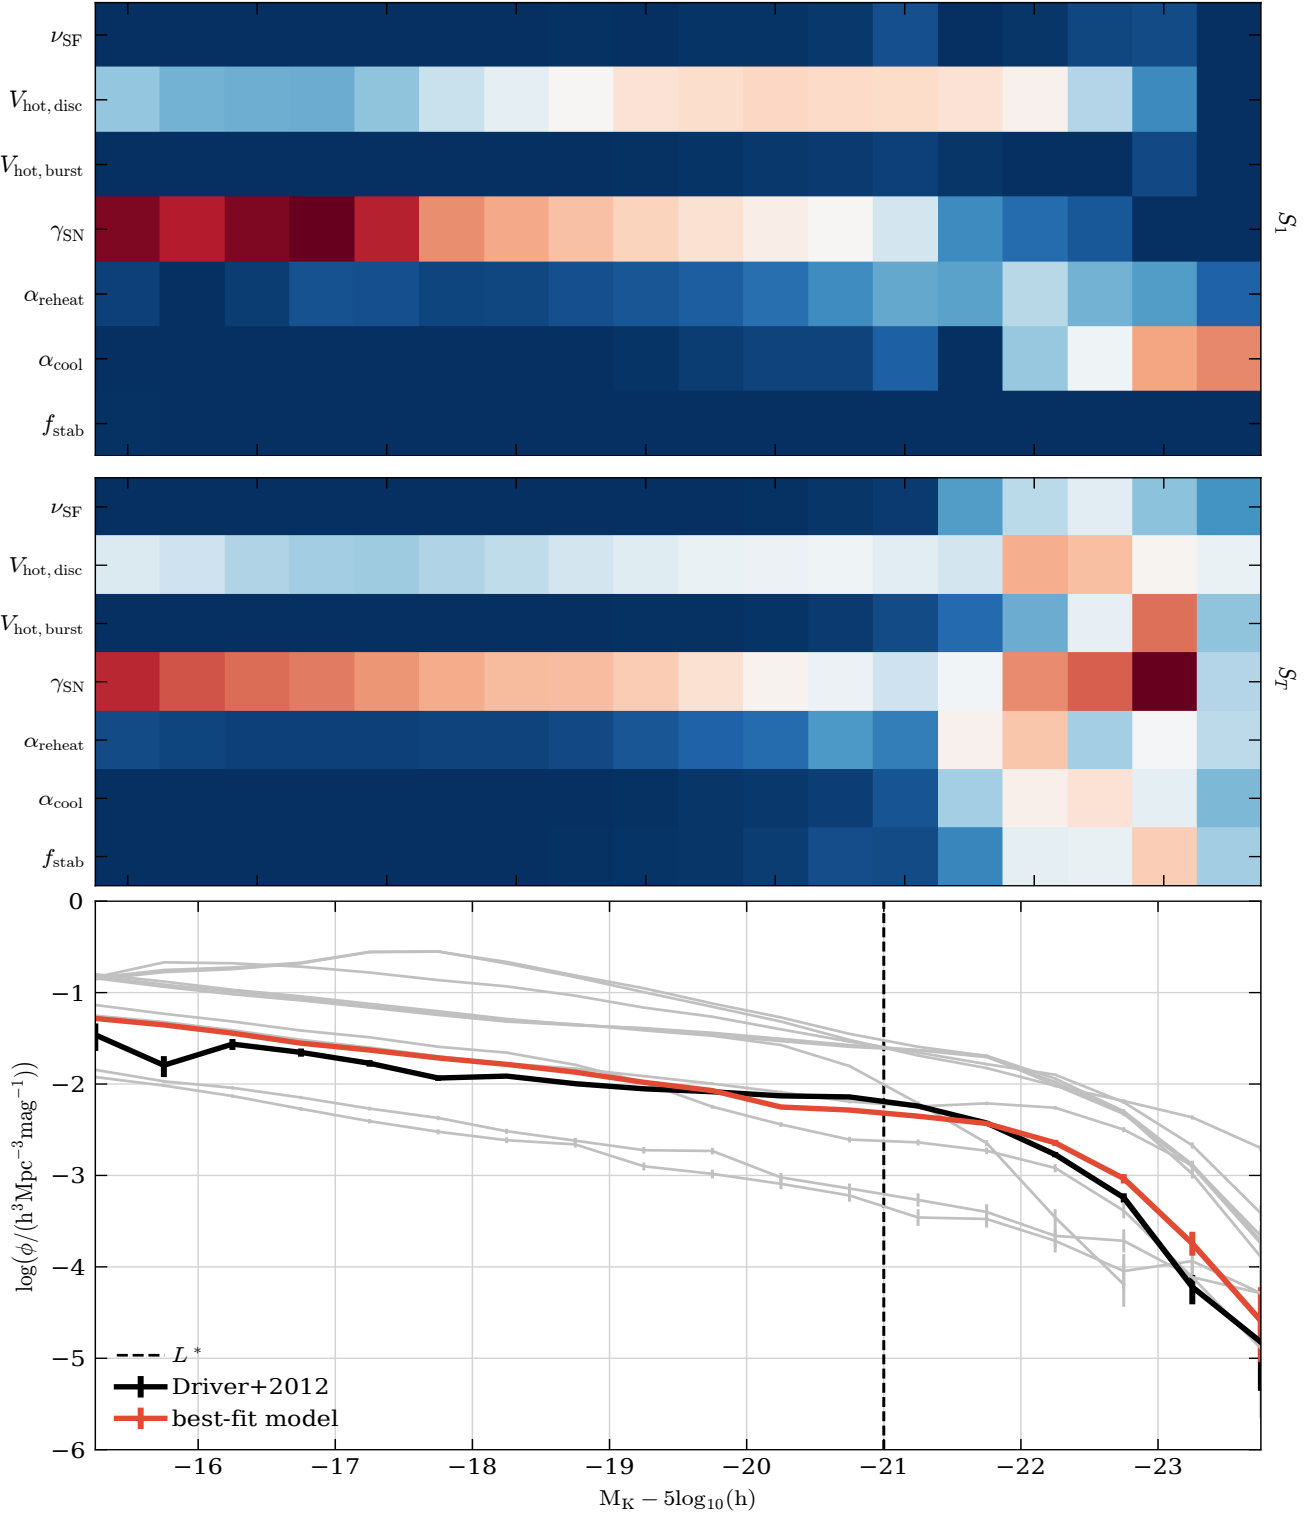 ν_SF
V_hot, disc
V_hot, burst
γ_SN
α_reheat
α_cool
f_stab
S_1
ν_SF
V_hot, disc
V_hot, burst
γ_SN
α_reheat
α_cool
f_stab
S_T
0
−1
−2
−3
−4
−5
−6
log(ϕ/(h³Mpc⁻³mag⁻¹))
L*
Driver+2012
best-fit model
−16 −17 −18 −19 −20 −21 −22 −23
M_K − 5log₁₀(h)